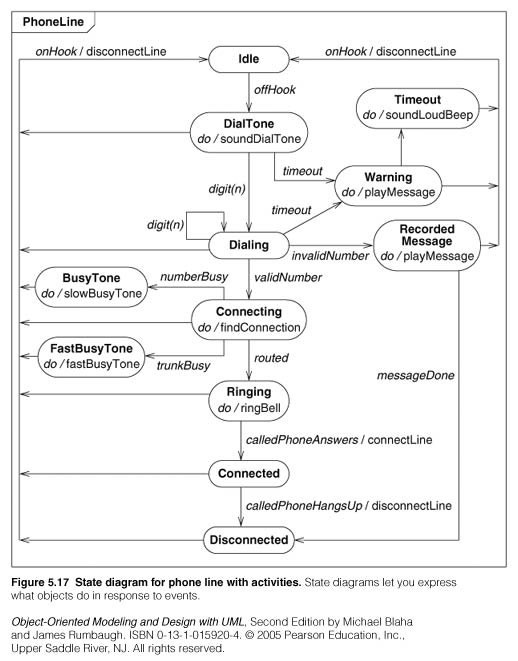 PhoneLine
onHook / disconnectLine
onHook / disconnectLine
Idle
offHook
Timeout
do / soundLoudBeep
DialTone
do / soundDialTone
timeout
Warning
do / playMessage
digit(n)
timeout
digit(n)
Dialing
Recorded
Message
do / playMessage
invalidNumber
validNumber
BusyTone
do / slowBusyTone
numberBusy
Connecting
do / findConnection
FastBusyTone
do / fastBusyTone
trunkBusy
routed
messageDone
Ringing
do / ringBell
calledPhoneAnswers / connectLine
Connected
calledPhoneHangsUp / disconnectLine
Disconnected
Figure 5.17 State diagram for phone line with activities. State diagrams let you express
what objects do in response to events.
Object-Oriented Modeling and Design with UML, Second Edition by Michael Blaha
and James Rumbaugh. ISBN 0-13-1-015920-4. © 2005 Pearson Education, Inc.,
Upper Saddle River, NJ. All rights reserved.